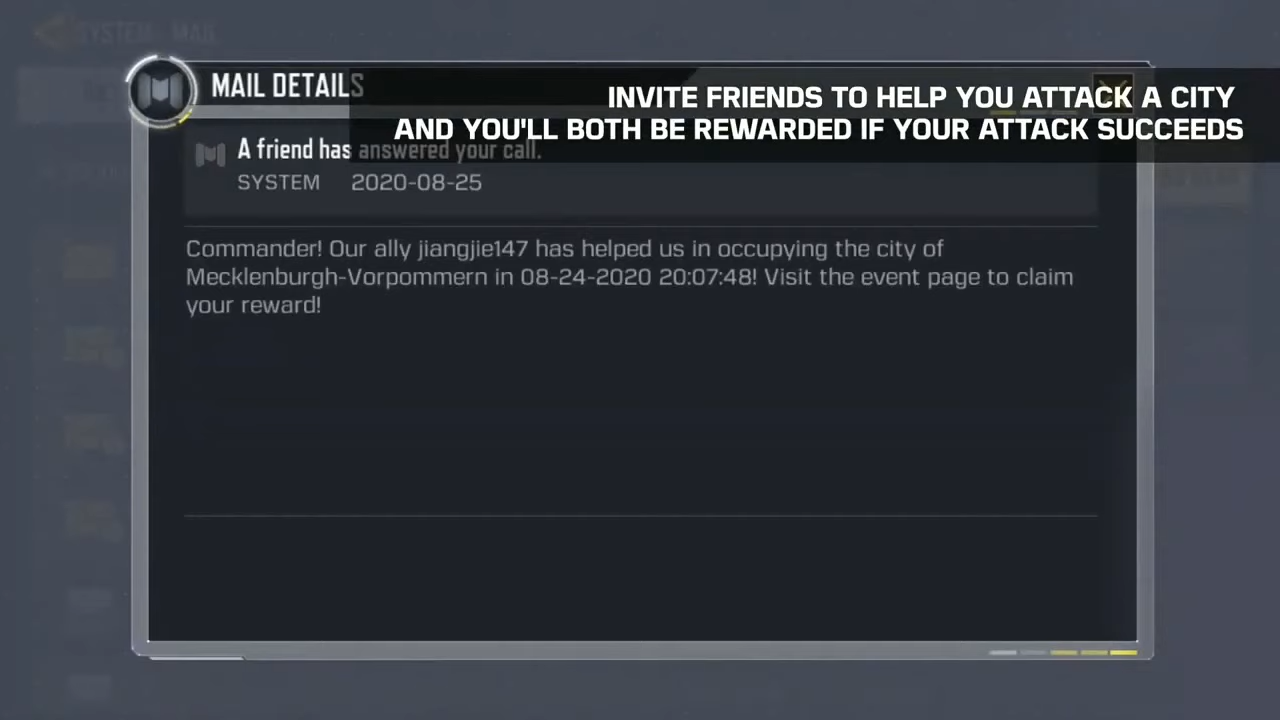 SYSTEM MAIL
MAIL DETAILS
INVITE FRIENDS TO HELP YOU ATTACK A CITY
AND YOU'LL BOTH BE REWARDED IF YOUR ATTACK SUCCEEDS
A friend has answered your call.
SYSTEM 2020-08-25
Commander! Our ally jiangjie147 has helped us in occupying the city of
Mecklenburgh-Vorpommern in 08-24-2020 20:07:48! Visit the event page to claim
your reward!